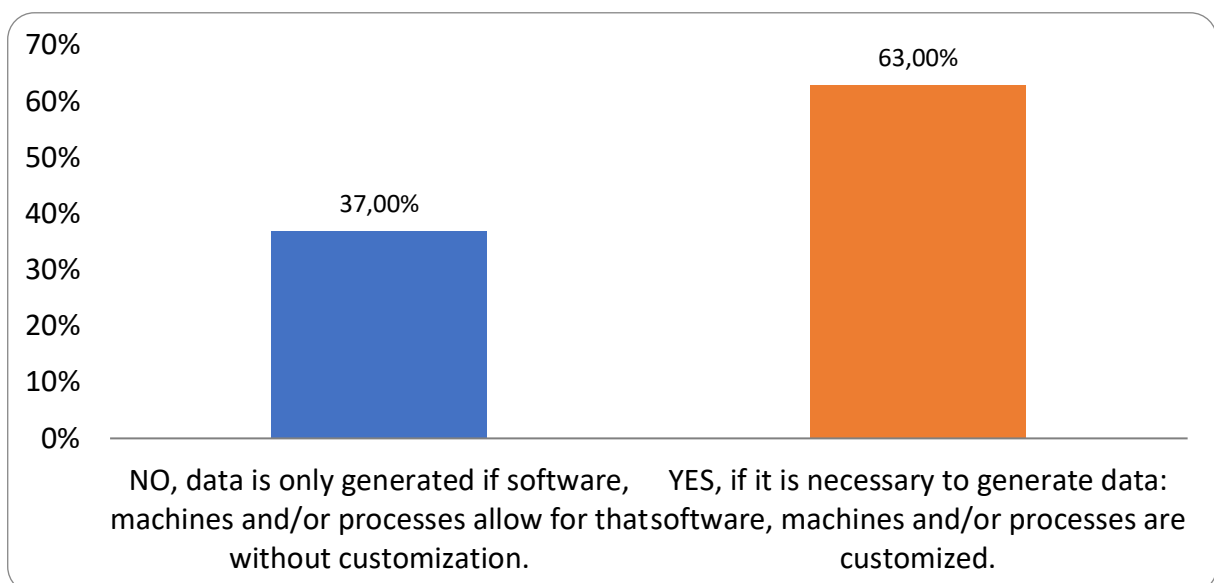 70%
60%
50%
40%
30%
20%
10%
0%
37,00%
63,00%
NO, data is only generated if software,
machines and/or processes allow for that
without customization.
YES, if it is necessary to generate data:
software, machines and/or processes are
customized.